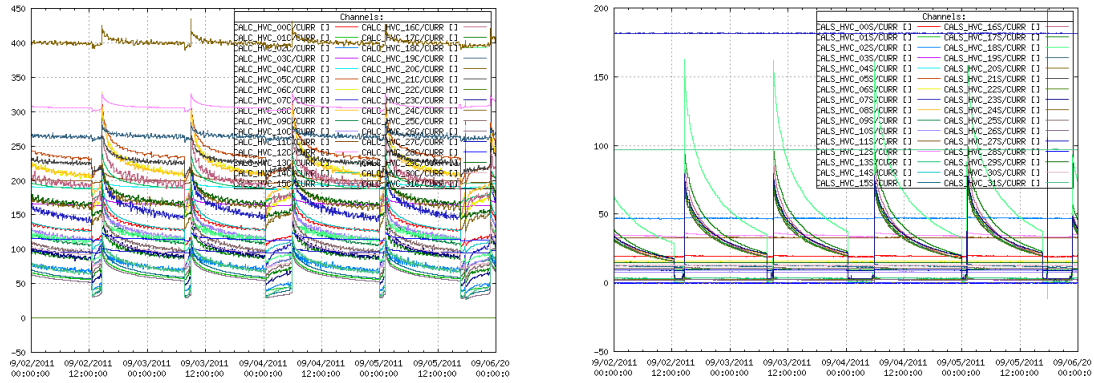 450
400
350
300
250
200
150
100
50
0
-50
Channels:
CALC_HVC_00C/CURR [] CALC_HVC_16C/CURR []
CALC_HVC_01C/CURR [] CALC_HVC_17C/CURR []
CALC_HVC_02C/CURR [] CALC_HVC_18C/CURR []
CALC_HVC_03C/CURR [] CALC_HVC_19C/CURR []
CALC_HVC_04C/CURR [] CALC_HVC_20C/CURR []
CALC_HVC_05C/CURR [] CALC_HVC_21C/CURR []
CALC_HVC_06C/CURR [] CALC_HVC_22C/CURR []
CALC_HVC_07C/CURR [] CALC_HVC_23C/CURR []
CALC_HVC_08C/CURR [] CALC_HVC_24C/CURR []
CALC_HVC_09C/CURR [] CALC_HVC_25C/CURR []
CALC_HVC_10C/CURR [] CALC_HVC_26C/CURR []
CALC_HVC_11C/CURR [] CALC_HVC_27C/CURR []
CALC_HVC_12C/CURR [] CALC_HVC_28C/CURR []
CALC_HVC_13C/CURR [] CALC_HVC_29C/CURR []
CALC_HVC_14C/CURR [] CALC_HVC_30C/CURR []
CALC_HVC_15C/CURR [] CALC_HVC_31C/CURR []
9/02/2011 09/02/2011 09/03/2011 09/03/2011 09/04/2011 09/04/2011 09/05/2011 09/05/2011 09/06/20
00:00:00 12:00:00 00:00:00 12:00:00 00:00:00 12:00:00 00:00:00 12:00:00 00:00:00
200
150
100
50
0
-50
Channels:
CALS_HVC_00S/CURR [] CALS_HVC_16S/CURR []
CALS_HVC_01S/CURR [] CALS_HVC_17S/CURR []
CALS_HVC_02S/CURR [] CALS_HVC_18S/CURR []
CALS_HVC_03S/CURR [] CALS_HVC_19S/CURR []
CALS_HVC_04S/CURR [] CALS_HVC_20S/CURR []
CALS_HVC_05S/CURR [] CALS_HVC_21S/CURR []
CALS_HVC_06S/CURR [] CALS_HVC_22S/CURR []
CALS_HVC_07S/CURR [] CALS_HVC_23S/CURR []
CALS_HVC_08S/CURR [] CALS_HVC_24S/CURR []
CALS_HVC_09S/CURR [] CALS_HVC_25S/CURR []
CALS_HVC_10S/CURR [] CALS_HVC_26S/CURR []
CALS_HVC_11S/CURR [] CALS_HVC_27S/CURR []
CALS_HVC_12S/CURR [] CALS_HVC_28S/CURR []
CALS_HVC_13S/CURR [] CALS_HVC_29S/CURR []
CALS_HVC_14S/CURR [] CALS_HVC_30S/CURR []
CALS_HVC_15S/CURR [] CALS_HVC_31S/CURR []
09/02/2011 09/02/2011 09/03/2011 09/03/2011 09/04/2011 09/04/2011 09/05/2011 09/05/2011 09/06/20
00:00:00 12:00:00 00:00:00 12:00:00 00:00:00 12:00:00 00:00:00 12:00:00 00:00:00